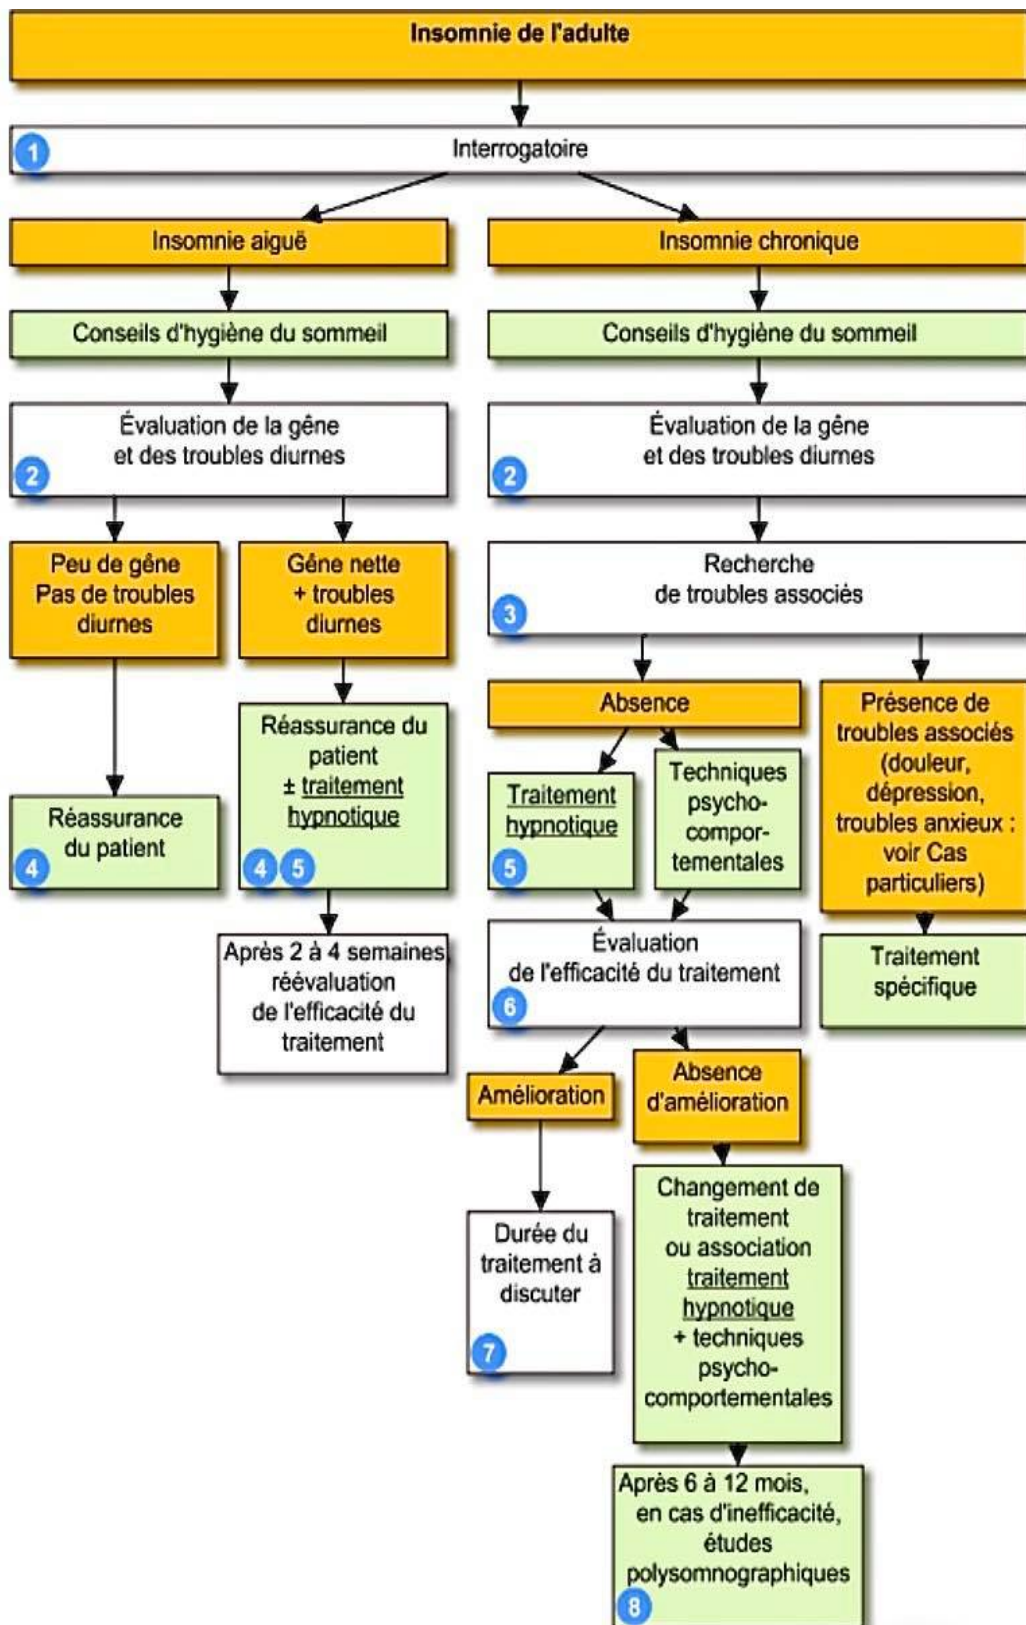 Insomnie de l'adulte
1
Interrogatoire
Insomnie aiguë
Insomnie chronique
Conseils d'hygiène du sommeil
Conseils d'hygiène du sommeil
Évaluation de la gêne
et des troubles diurnes
2
Évaluation de la gêne
et des troubles diurnes
2
Peu de gêne
Pas de troubles
diurnes
Gêne nette
+ troubles
diurnes
Recherche
de troubles associés
3
Réassurance
du patient
4
Réassurance du
patient
± traitement
hypnotique
4 5
Absence
Présence de
troubles associés
(douleur,
dépression,
troubles anxieux :
voir Cas
particuliers)
Traitement
hypnotique
5
Techniques
psycho-
compor-
tementales
Après 2 à 4 semaines,
réévaluation
de l'efficacité du
traitement
Évaluation
de l'efficacité du traitement
6
Traitement
spécifique
Amélioration
Absence
d'amélioration
Durée du
traitement à
discuter
7
Changement de
traitement
ou association
traitement
hypnotique
+ techniques
psycho-
comportementales
Après 6 à 12 mois,
en cas d'inefficacité,
études
polysomnographiques
8